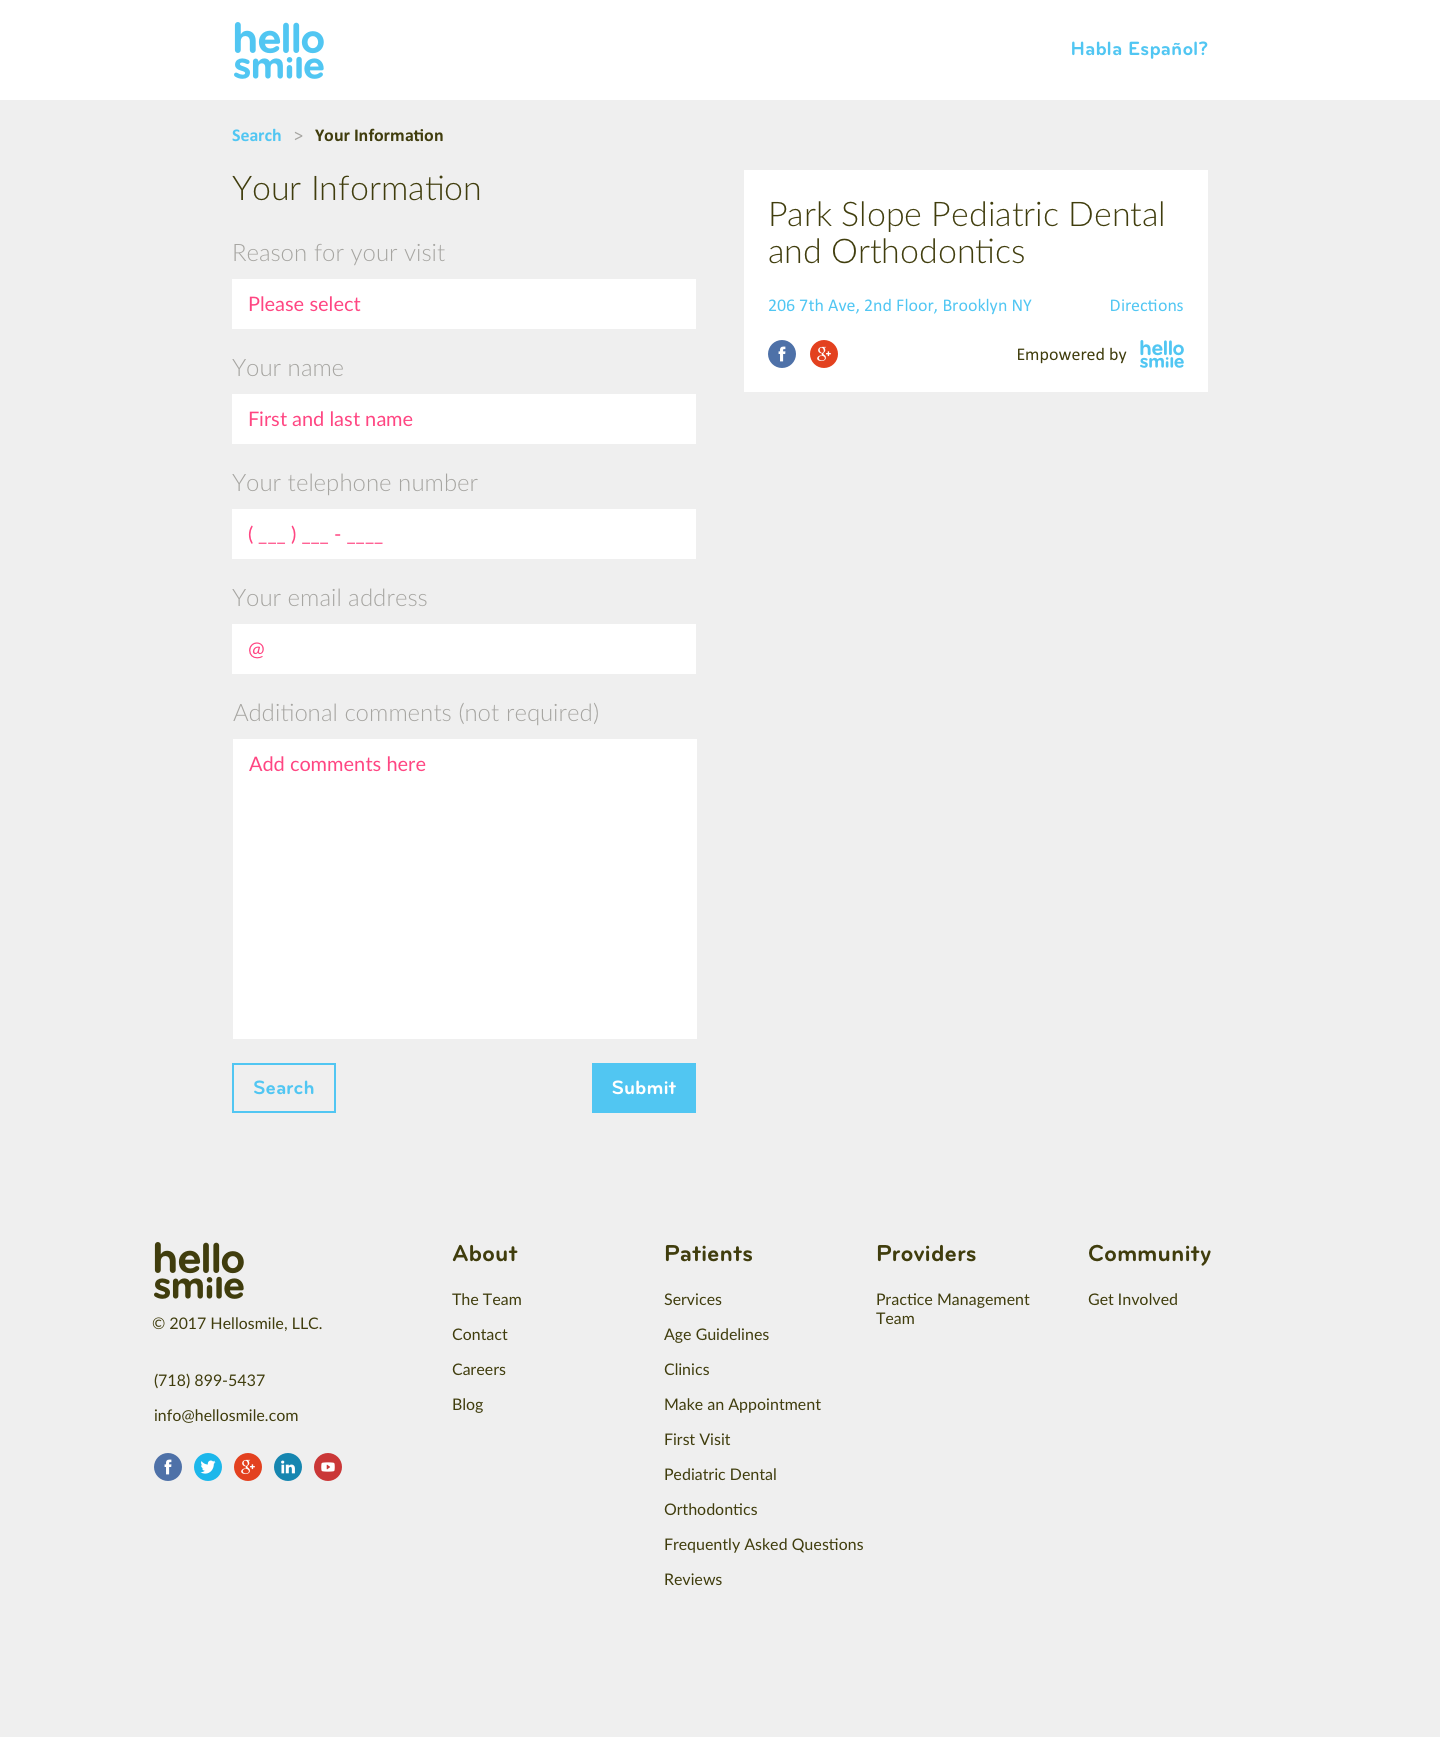 hello
smile
Habla Español?
Search > Your Information
Your Information
Reason for your visit
Please select
Your name
First and last name
Your telephone number
( ___ ) ___ - ____
Your email address
@
Additional comments (not required)
Add comments here
Search
Submit
Park Slope Pediatric Dental
and Orthodontics
206 7th Ave, 2nd Floor, Brooklyn NY
Directions
f
g+
Empowered by
hello
smile
hello
smile
© 2017 Hellosmile, LLC.
(718) 899-5437
info@hellosmile.com
f
g+
in
About
The Team
Contact
Careers
Blog
Patients
Services
Age Guidelines
Clinics
Make an Appointment
First Visit
Pediatric Dental
Orthodontics
Frequently Asked Questions
Reviews
Providers
Practice Management
Team
Community
Get Involved